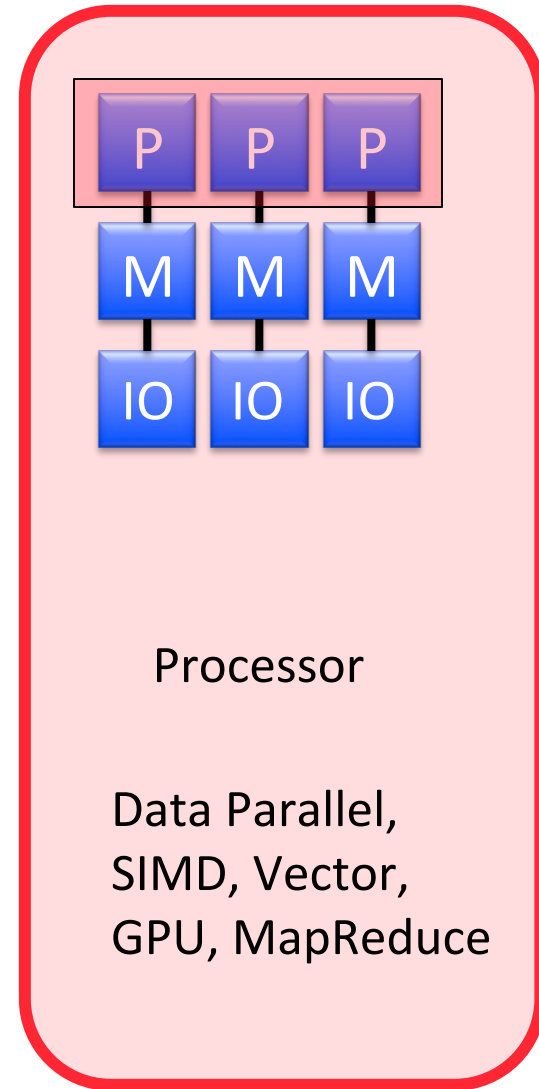 P P P
M M M
IO IO IO
Processor
Data Parallel,
SIMD, Vector,
GPU, MapReduce